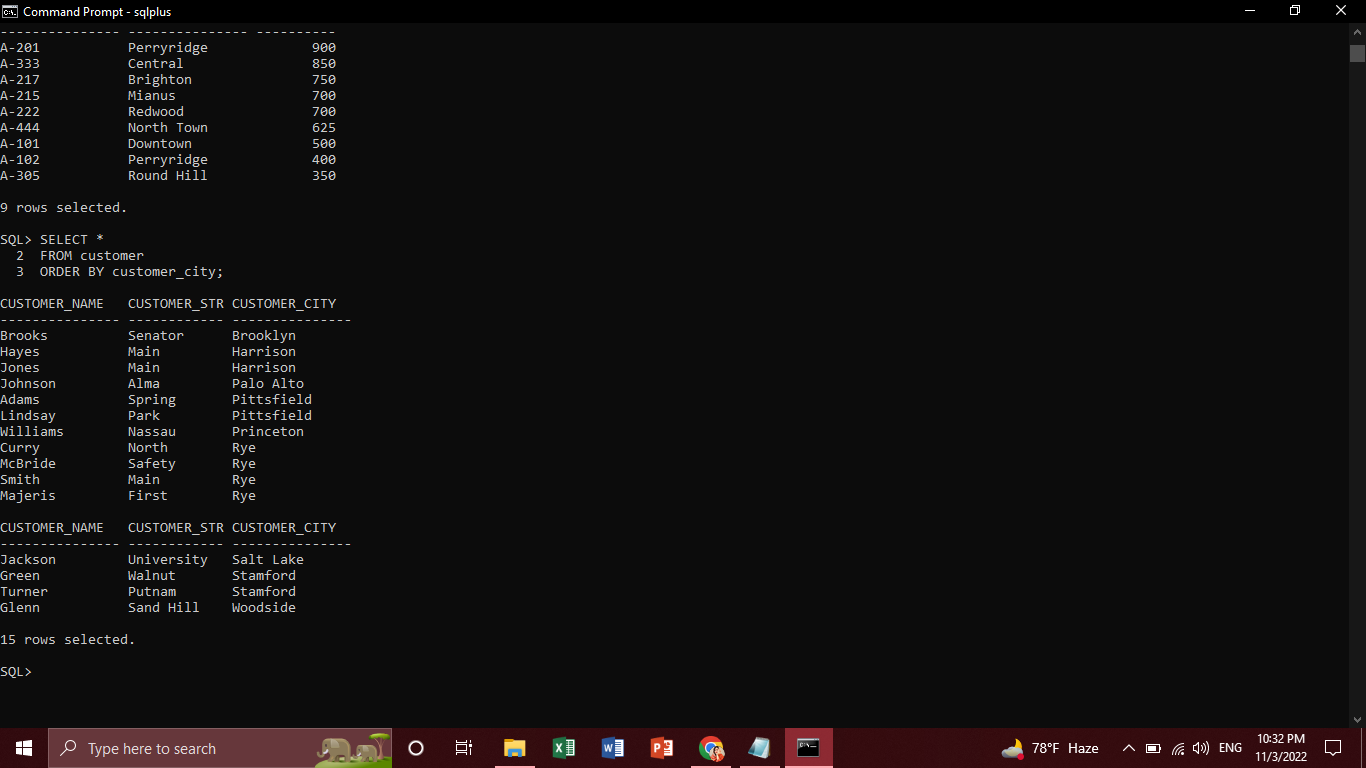 Command Prompt - sqlplus
--------------- --------------- ----------
A-201           Perryridge             900
A-333           Central                850
A-217           Brighton               750
A-215           Mianus                 700
A-222           Redwood                700
A-444           North Town             625
A-101           Downtown               500
A-102           Perryridge             400
A-305           Round Hill             350
9 rows selected.
SQL> SELECT *
  2  FROM customer
  3  ORDER BY customer_city;
CUSTOMER_NAME   CUSTOMER_STR CUSTOMER_CITY
--------------- ------------ ---------------
Brooks          Senator      Brooklyn
Hayes           Main         Harrison
Jones           Main         Harrison
Johnson         Alma         Palo Alto
Adams           Spring       Pittsfield
Lindsay         Park         Pittsfield
Williams        Nassau       Princeton
Curry           North        Rye
McBride         Safety       Rye
Smith           Main         Rye
Majeris         First        Rye
CUSTOMER_NAME   CUSTOMER_STR CUSTOMER_CITY
--------------- ------------ ---------------
Jackson         University   Salt Lake
Green           Walnut       Stamford
Turner          Putnam       Stamford
Glenn           Sand Hill    Woodside
15 rows selected.
SQL>
Type here to search
78°F Haze
ENG
10:32 PM
11/3/2022